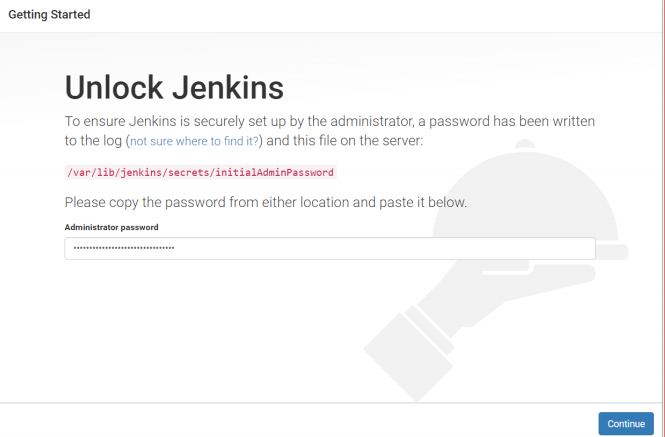 Getting Started
Unlock Jenkins
To ensure Jenkins is securely set up by the administrator, a password has been written
to the log (not sure where to find it?) and this file on the server:
/var/lib/jenkins/secrets/initialAdminPassword
Please copy the password from either location and paste it below.
Administrator password
••••••••••••••••••••••••••••••••
Continue